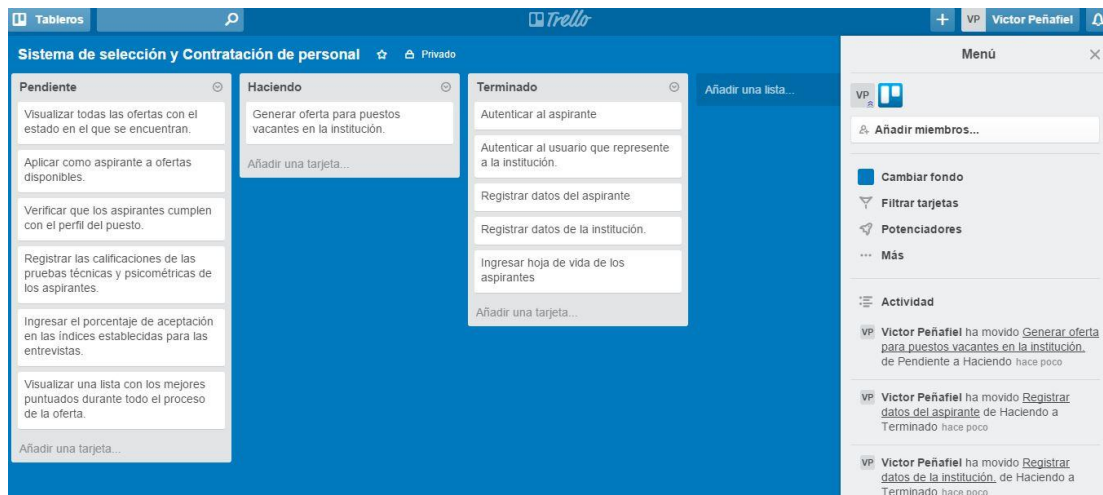 Tableros
Trello
VP Victor Peñafiel
Sistema de selección y Contratación de personal
Privado
Pendiente
Visualizar todas las ofertas con el
estado en el que se encuentran.
Aplicar como aspirante a ofertas
disponibles.
Verificar que los aspirantes cumplen
con el perfil del puesto.
Registrar las calificaciones de las
pruebas técnicas y psicométricas de
los aspirantes.
Ingresar el porcentaje de aceptación
en las índices establecidas para las
entrevistas.
Visualizar una lista con los mejores
puntuados durante todo el proceso
de la oferta.
Añadir una tarjeta...
Haciendo
Generar oferta para puestos
vacantes en la institución.
Añadir una tarjeta...
Terminado
Autenticar al aspirante
Autenticar al usuario que represente
a la institución.
Registrar datos del aspirante
Registrar datos de la institución.
Ingresar hoja de vida de los
aspirantes
Añadir una tarjeta...
Añadir una lista...
Menú
VP
Añadir miembros...
Cambiar fondo
Filtrar tarjetas
Potenciadores
Más
Actividad
VP Victor Peñafiel ha movido Generar oferta
para puestos vacantes en la institución.
de Pendiente a Haciendo hace poco
VP Victor Peñafiel ha movido Registrar
datos del aspirante de Haciendo a
Terminado hace poco
VP Victor Peñafiel ha movido Registrar
datos de la institución. de Haciendo a
Terminado hace poco